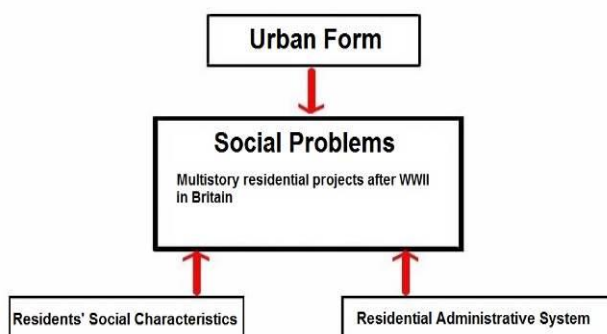 Urban Form
Social Problems
Multistory residential projects after WWII
in Britain
Residents' Social Characteristics
Residential Administrative System